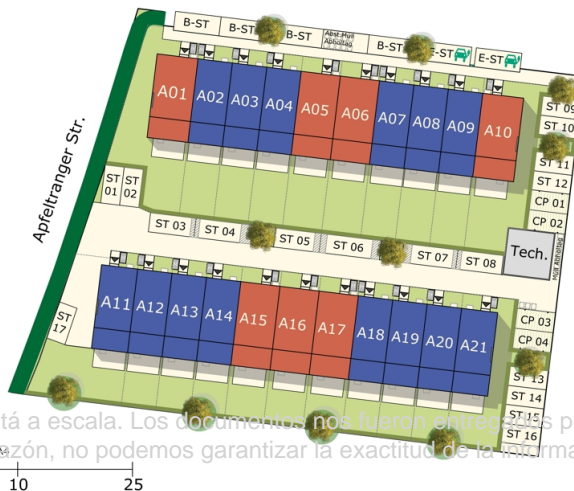 B-ST
B-ST
B-ST
Abst.Müll
Abholtag
B-ST
E-ST
E-ST
A01
A02
A03
A04
A05
A06
A07
A08
A09
A10
ST 09
ST 10
ST 11
ST 12
CP 01
CP 02
Apfeltranger Str.
ST
01
ST
02
ST 03
ST 04
ST 05
ST 06
ST 07
ST 08
Tech.
Müll Abholtag
A11
A12
A13
A14
A15
A16
A17
A18
A19
A20
A21
ST
17
CP 03
CP 04
ST 13
ST 14
ST 15
ST 16
tá a escala. Los documentos nos fueron entregados p
azón, no podemos garantizar la exactitud de la informa
10
25